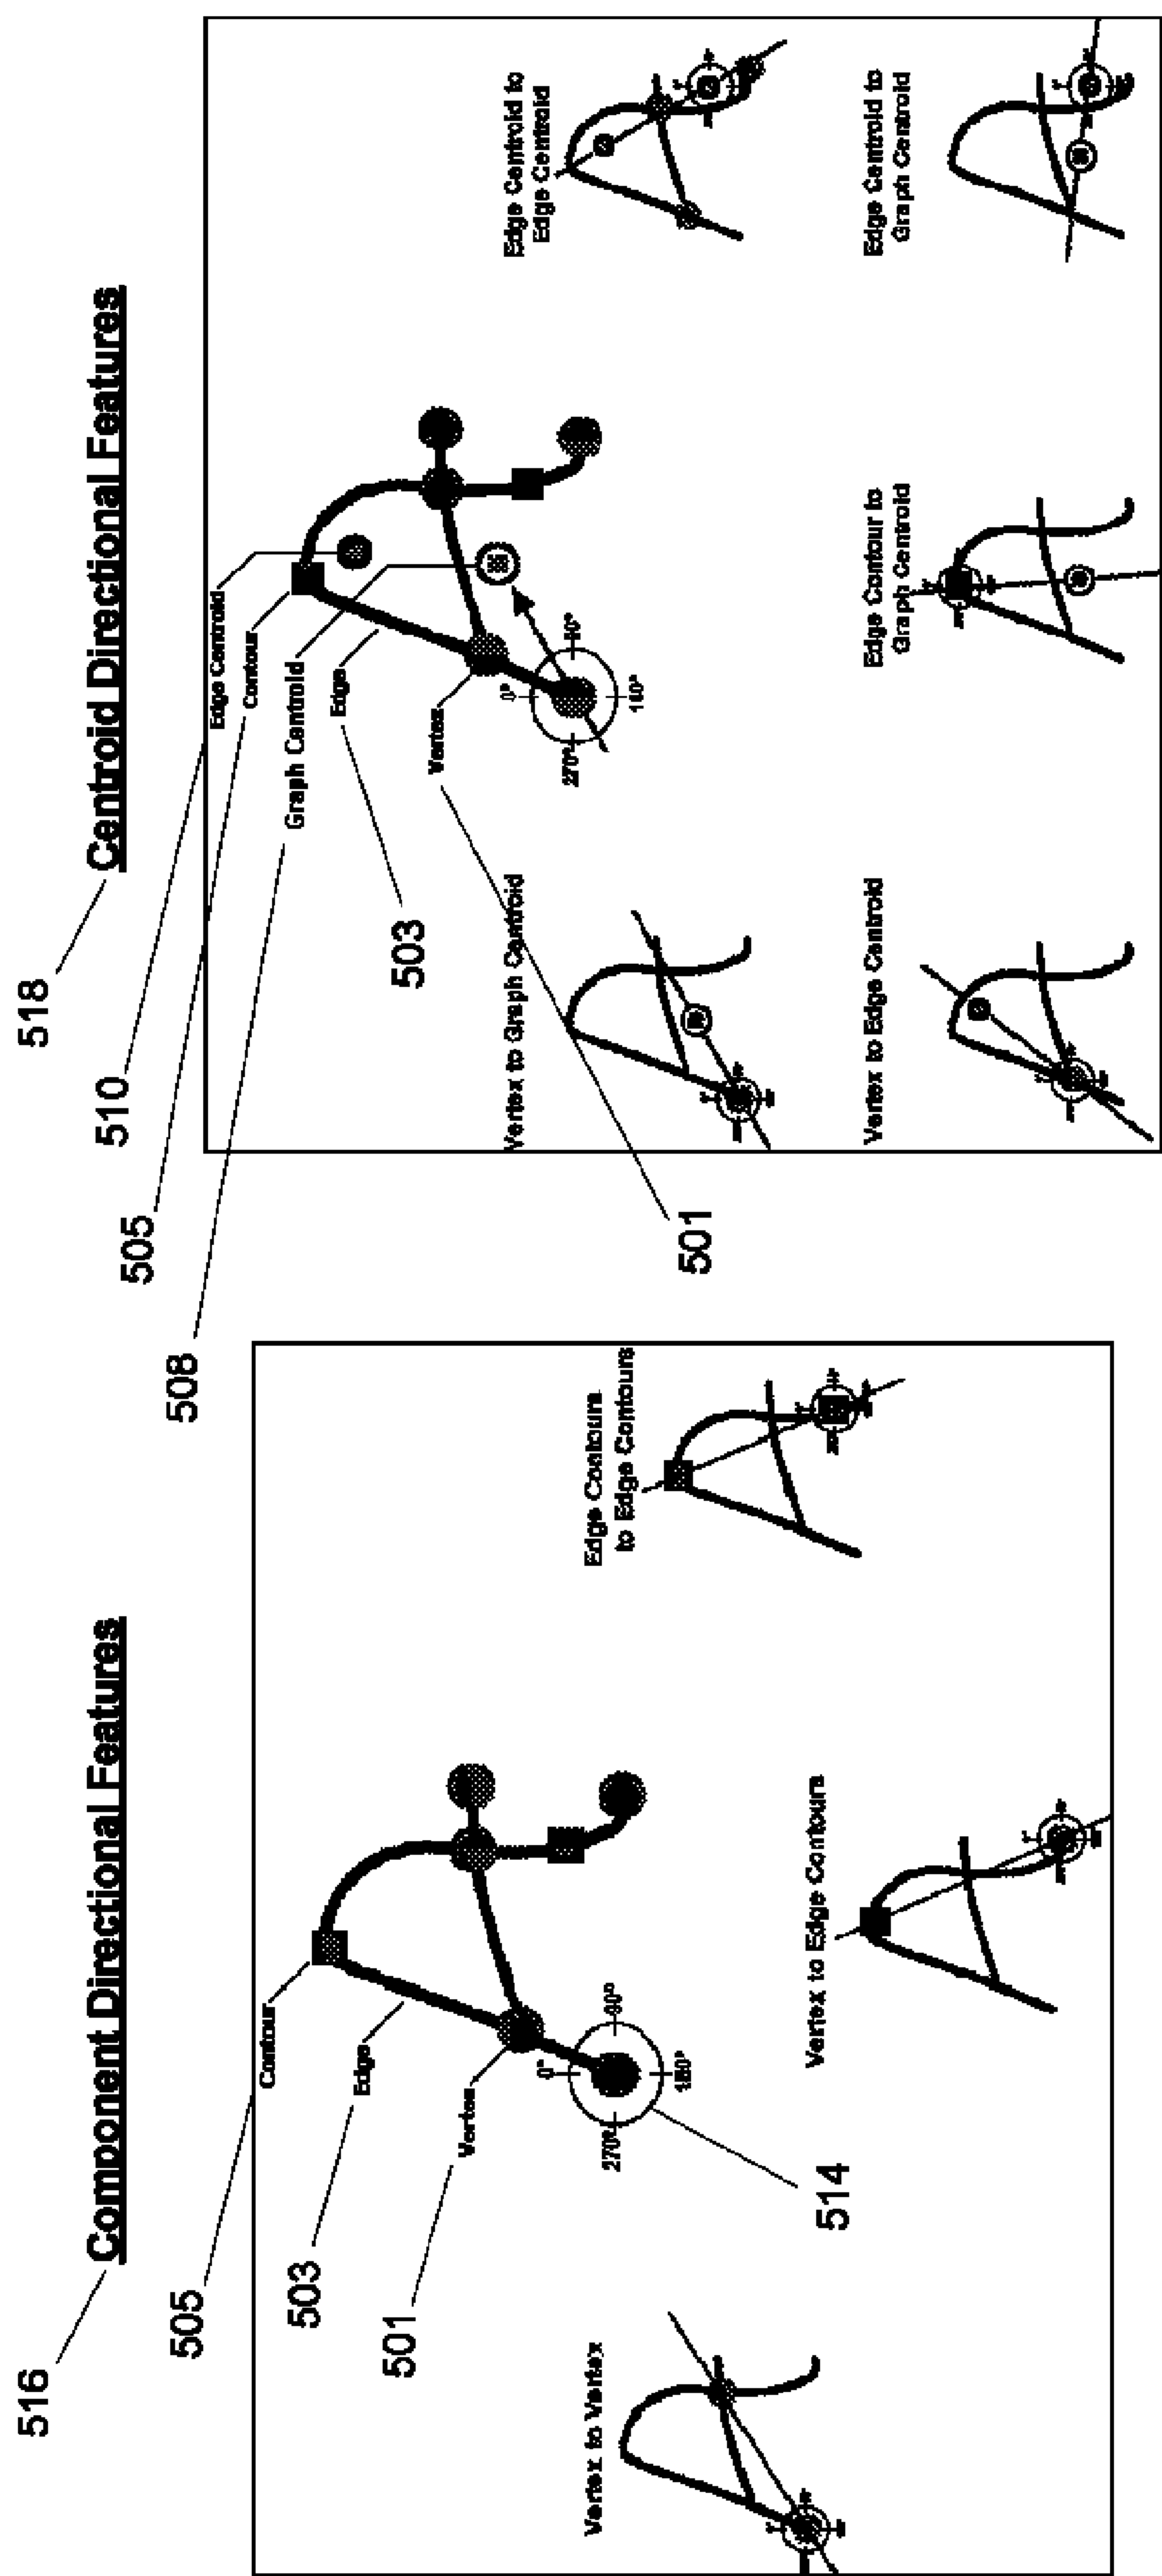 516
Component Directional Features
505
503
501
Contour
Edge
Vertex
0°
90°
180°
270°
514
Vertex to Vertex
Vertex to Edge Contours
Edge Contours
to Edge Contours
518
Centroid Directional Features
510
505
508
503
501
Edge Centroid
Contour
Graph Centroid
Edge
Vertex
0°
90°
180°
270°
Vertex to Graph Centroid
Edge Centroid to
Edge Centroid
Vertex to Edge Centroid
Edge Contour to
Graph Centroid
Edge Centroid to
Graph Centroid